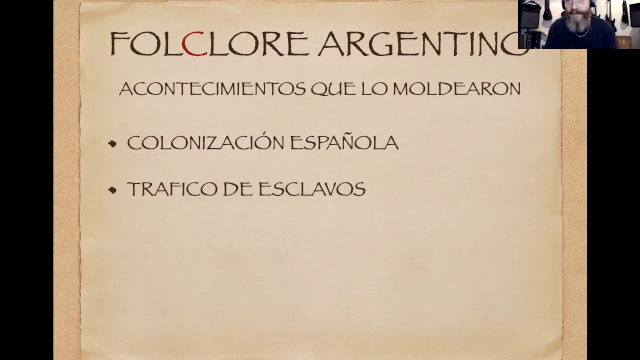 FOLCLORE ARGENTINO
ACONTECIMIENTOS QUE LO MOLDEARON
COLONIZACIÓN ESPAÑOLA
TRAFICO DE ESCLAVOS